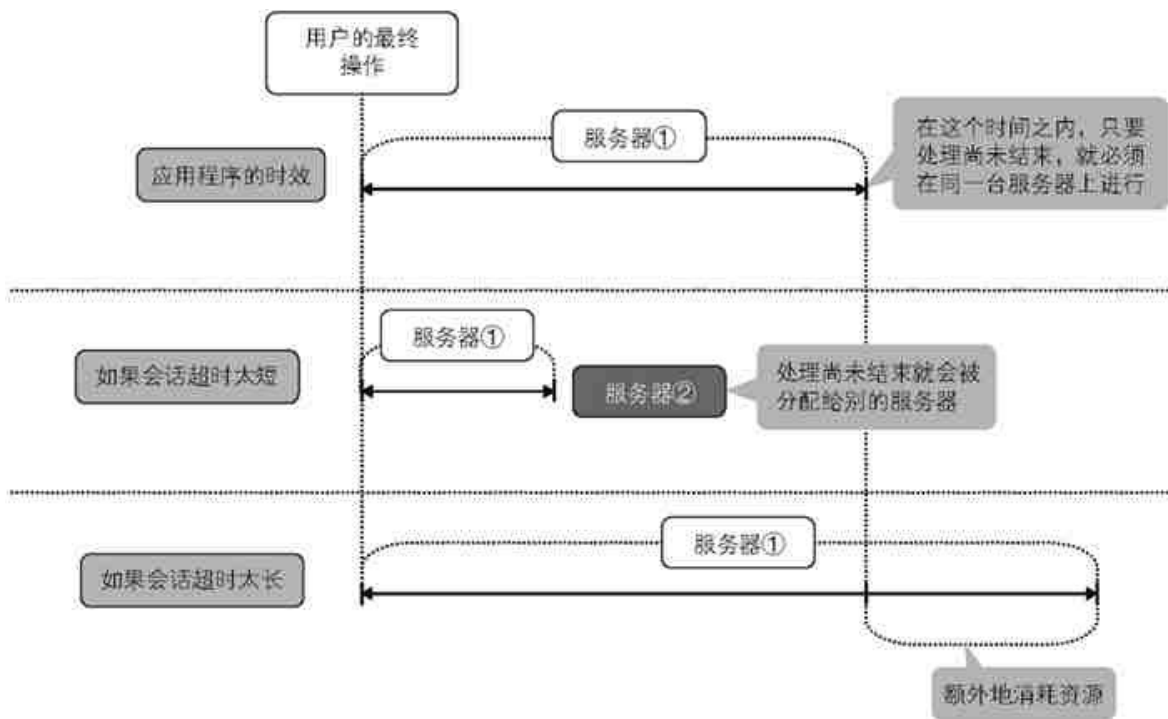 用户的最终
操作
服务器①
应用程序的时效
在这个时间之内，只要
处理尚未结束，就必须
在同一台服务器上进行
服务器①
如果会话超时太短
服务器②
处理尚未结束就会被
分配给别的服务器
服务器①
如果会话超时太长
额外地消耗资源